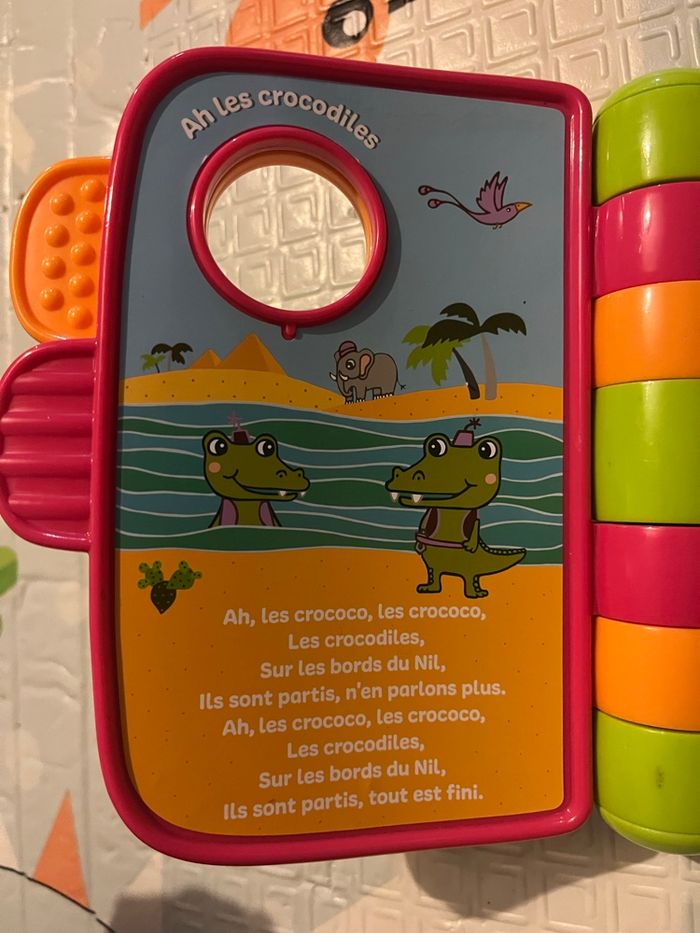 Ah les crocodiles
Ah, les crococo, les crococo,
Les crocodiles,
Sur les bords du Nil,
Ils sont partis, n'en parlons plus.
Ah, les crococo, les crococo,
Les crocodiles,
Sur les bords du Nil,
Ils sont partis, tout est fini.